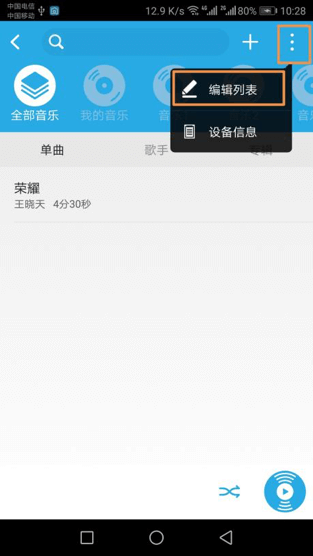 中国电信
中国移动
12.9 K/s 4G 2G 80% 10:28
全部音乐 我的音乐 音乐
编辑列表
设备信息
单曲 歌手 专辑
荣耀
王晓天 4分30秒